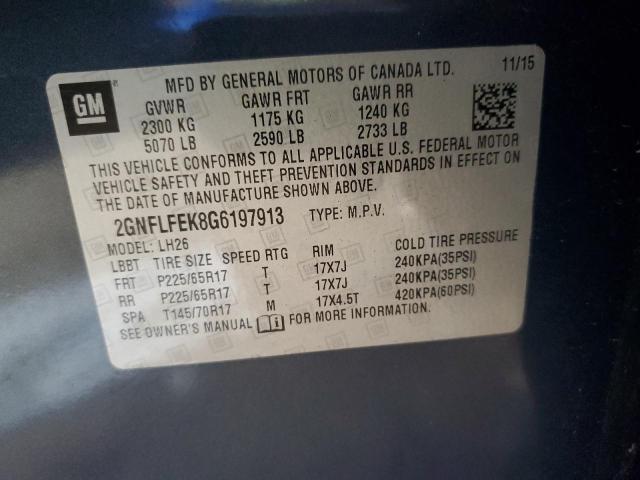 GM
MFD BY GENERAL MOTORS OF CANADA LTD. 11/15
GVWR GAWR FRT GAWR RR
2300 KG 1175 KG 1240 KG
5070 LB 2590 LB 2733 LB
THIS VEHICLE CONFORMS TO ALL APPLICABLE U.S. FEDERAL MOTOR
VEHICLE SAFETY AND THEFT PREVENTION STANDARDS IN EFFECT ON
THE DATE OF MANUFACTURE SHOWN ABOVE.
2GNFLFEK8G6197913 TYPE: M.P.V.
MODEL: LH26
LBBT TIRE SIZE SPEED RTG RIM COLD TIRE PRESSURE
FRT P225/65R17 T 17X7J 240KPA(35PSI)
RR P225/65R17 T 17X7J 240KPA(35PSI)
SPA T145/70R17 M 17X4.5T 420KPA(60PSI)
SEE OWNER'S MANUAL FOR MORE INFORMATION.